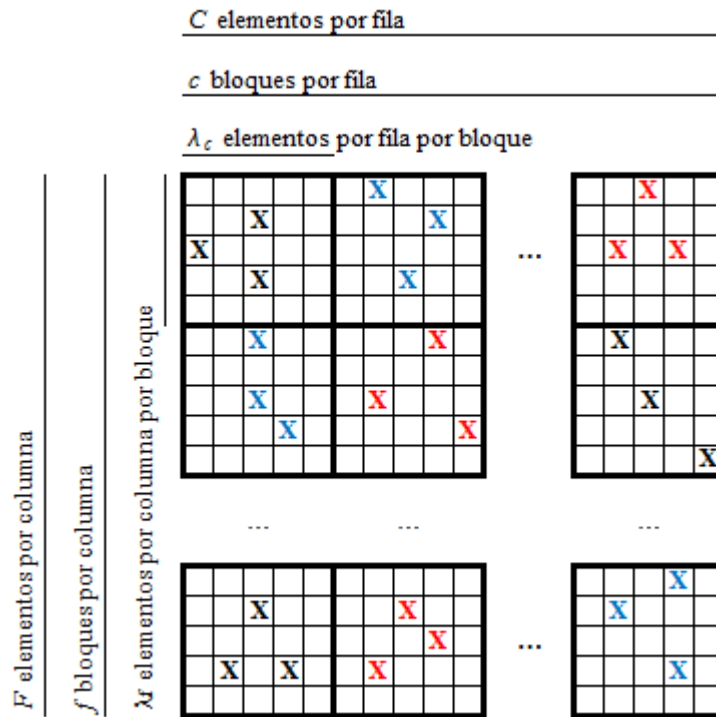 C elementos por fila
c bloques por fila
λc elementos por fila por bloque
F elementos por columna
f bloques por columna
λf elementos por columna por bloque
X X
X X
X X X ...
X X
X X X
X X
X X
X
... ... ...
X
X X X
X ...
X X X X